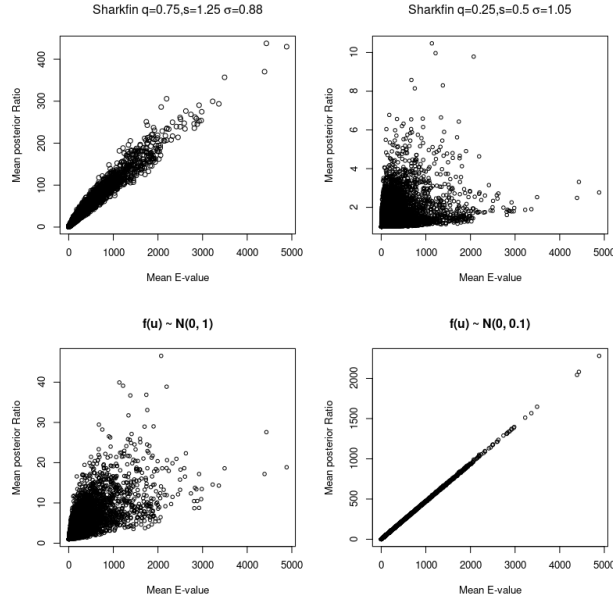 Sharkfin q=0.75,s=1.25 σ=0.88
Mean posterior Ratio
400
300
200
100
0
0 1000 2000 3000 4000 5000
Mean E-value
Sharkfin q=0.25,s=0.5 σ=1.05
Mean posterior Ratio
10
8
6
4
2
0 1000 2000 3000 4000 5000
Mean E-value
f(u) ~ N(0, 1)
Mean posterior Ratio
40
30
20
10
0
0 1000 2000 3000 4000 5000
Mean E-value
f(u) ~ N(0, 0.1)
Mean posterior Ratio
2000
1500
1000
500
0
0 1000 2000 3000 4000 5000
Mean E-value